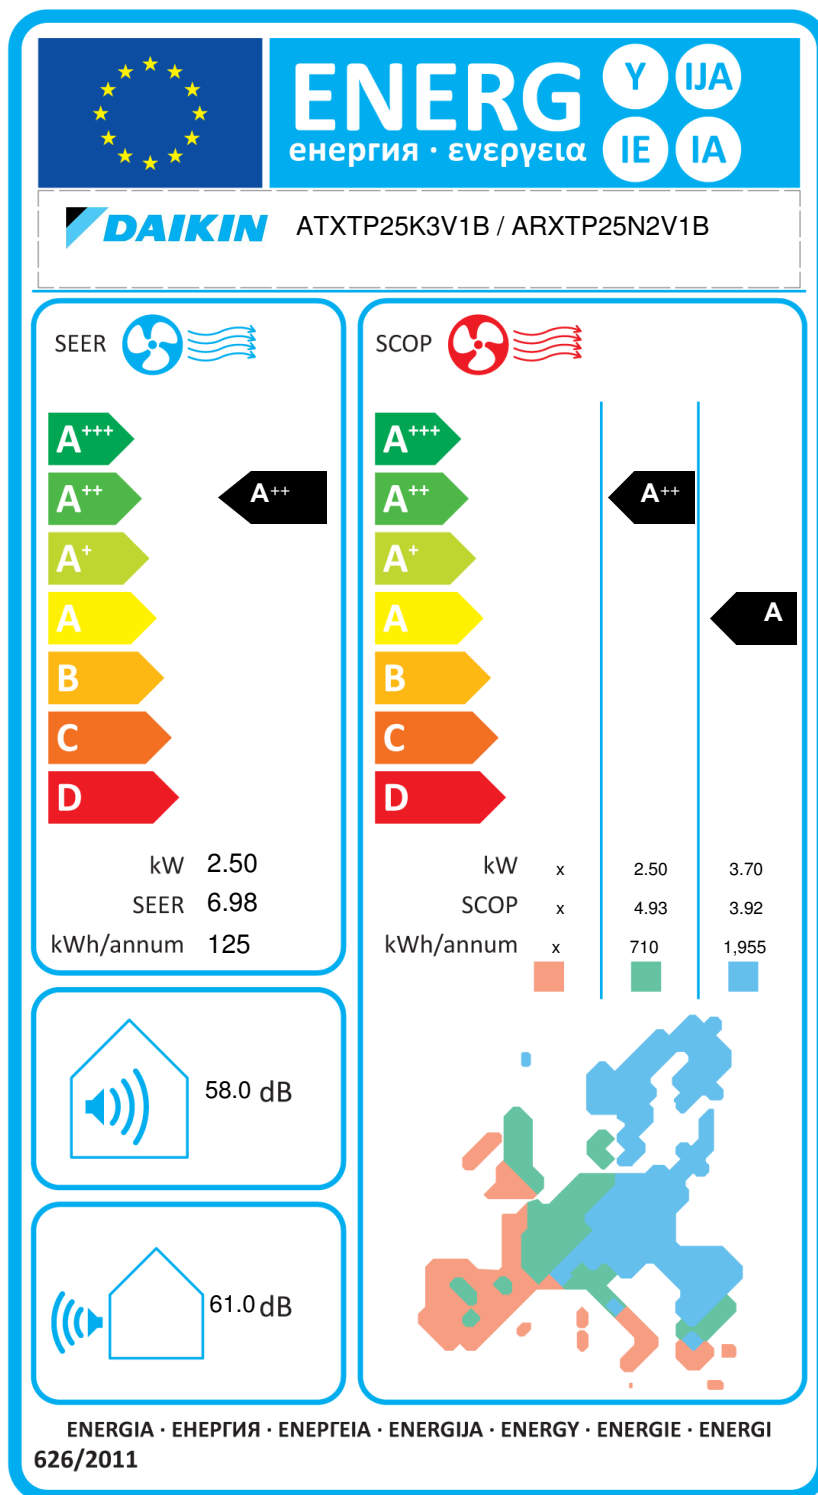 ENERG
Y IJA
IE IA
енергия · ενεργεια
DAIKIN
ATXTP25K3V1B / ARXTP25N2V1B
SEER
A+++
A++
A++
A+
A
B
C
D
kW 2.50
SEER 6.98
kWh/annum 125
SCOP
A+++
A++
A++
A+
A
A
B
C
D
kW x 2.50 3.70
SCOP x 4.93 3.92
kWh/annum x 710 1,955
58.0 dB
61.0 dB
ENERGIA · ЕНЕРГИЯ · ΕΝΕΡΓΕΙΑ · ENERGIJA · ENERGY · ENERGIE · ENERGI
626/2011